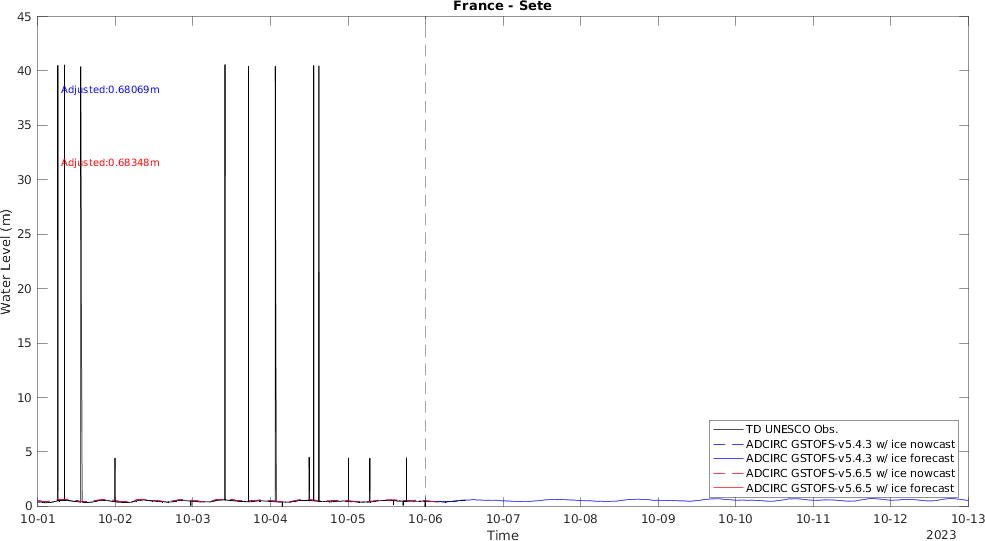 France - Sete
45
40
35
30
25
20
15
10
5
0
Water Level (m)
Adjusted:0.68069m
Adjusted:0.68348m
TD UNESCO Obs.
ADCIRC GSTOFS-v5.4.3 w/ ice nowcast
ADCIRC GSTOFS-v5.4.3 w/ ice forecast
ADCIRC GSTOFS-v5.6.5 w/ ice nowcast
ADCIRC GSTOFS-v5.6.5 w/ ice forecast
10-01 10-02 10-03 10-04 10-05 10-06 10-07 10-08 10-09 10-10 10-11 10-12 10-13
Time
2023